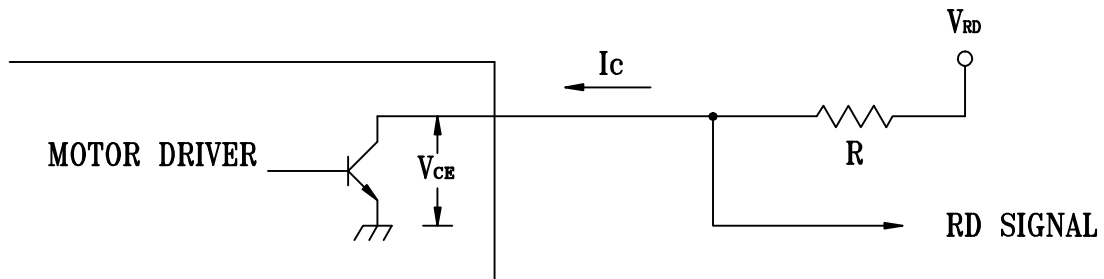 VRD
Ic
MOTOR DRIVER
VCE
R
RD SIGNAL